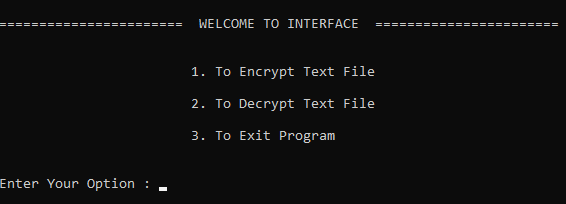 ======================= WELCOME TO INTERFACE =======================
1. To Encrypt Text File
2. To Decrypt Text File
3. To Exit Program
Enter Your Option :